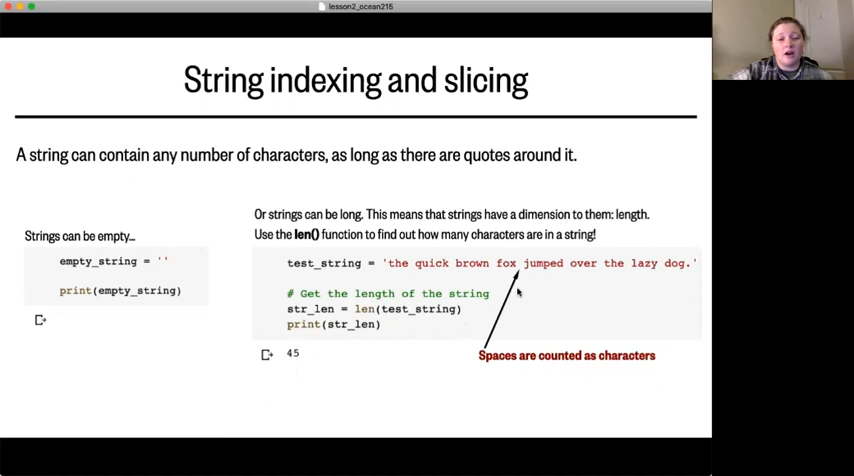 lesson2_ocean215
String indexing and slicing
A string can contain any number of characters, as long as there are quotes around it.
Strings can be empty...
empty_string = ''
print(empty_string)
Or strings can be long. This means that strings have a dimension to them: length.
Use the len() function to find out how many characters are in a string!
test_string = 'the quick brown fox jumped over the lazy dog.'
# Get the length of the string
str_len = len(test_string)
print(str_len)
45
Spaces are counted as characters